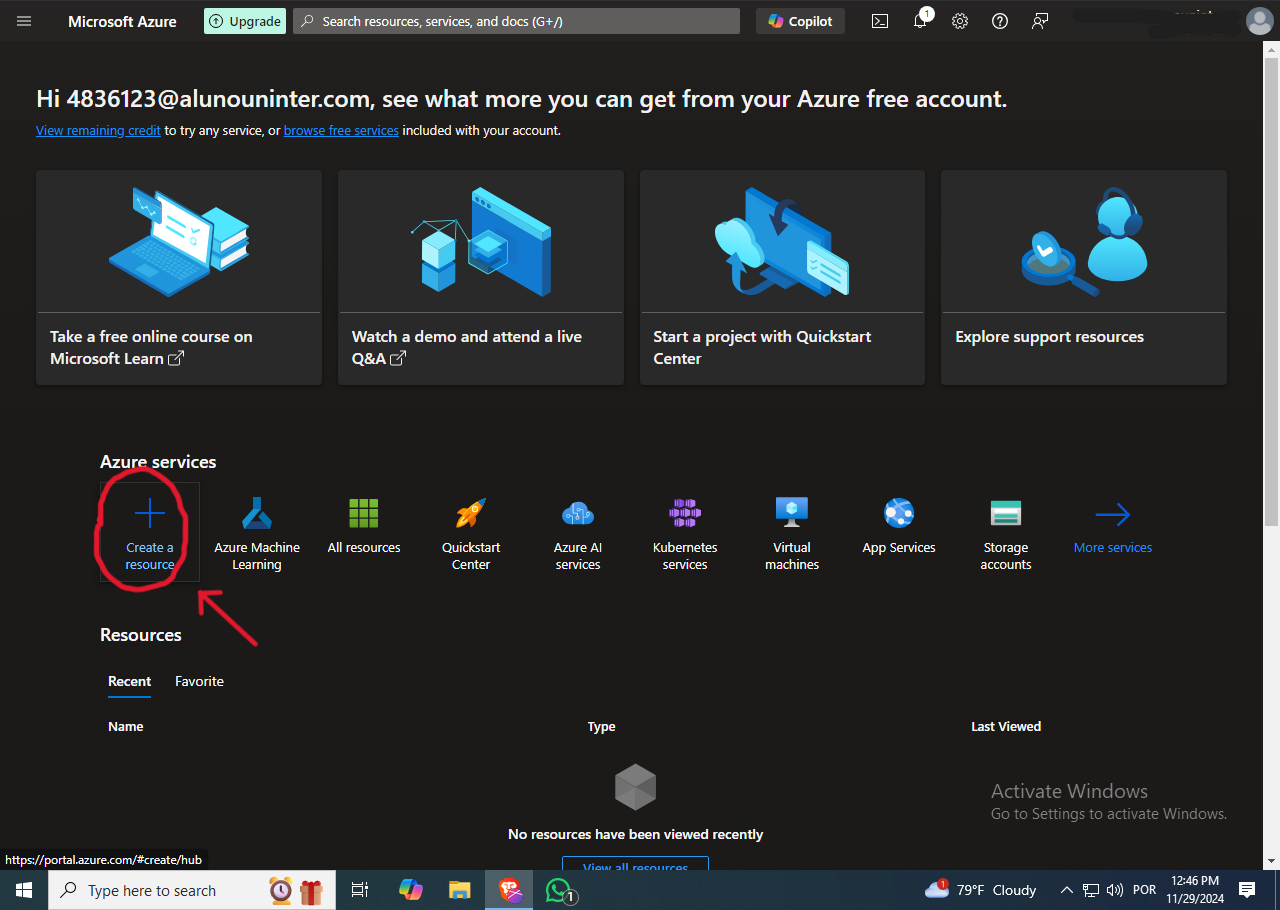 Microsoft Azure
Upgrade
Search resources, services, and docs (G+/)
Copilot
1
Hi 4836123@alunouninter.com, see what more you can get from your Azure free account.
View remaining credit to try any service, or browse free services included with your account.
Take a free online course on
Microsoft Learn
Watch a demo and attend a live
Q&A
Start a project with Quickstart
Center
Explore support resources
Azure services
Create a
resource
Azure Machine
Learning
All resources
Quickstart
Center
Azure AI
services
Kubernetes
services
Virtual
machines
App Services
Storage
accounts
More services
Resources
Recent
Favorite
Name
Type
Last Viewed
No resources have been viewed recently
View all resources
Activate Windows
Go to Settings to activate Windows.
https://portal.azure.com/#create/hub
Type here to search
1
1
79°F Cloudy
POR
12:46 PM
11/29/2024